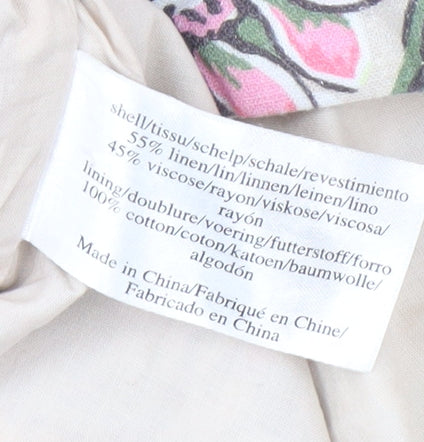 shell/tissu/schelp/schale/revestimiento
55% linen/lin/linnen/leinen/lino
45% viscose/rayon/viskose/viscosa/
rayón
lining/doublure/voering/futterstoff/forro
100% cotton/coton/katoen/baumwolle/
algodón
Made in China/Fabriqué en Chine/
Fabricado en China